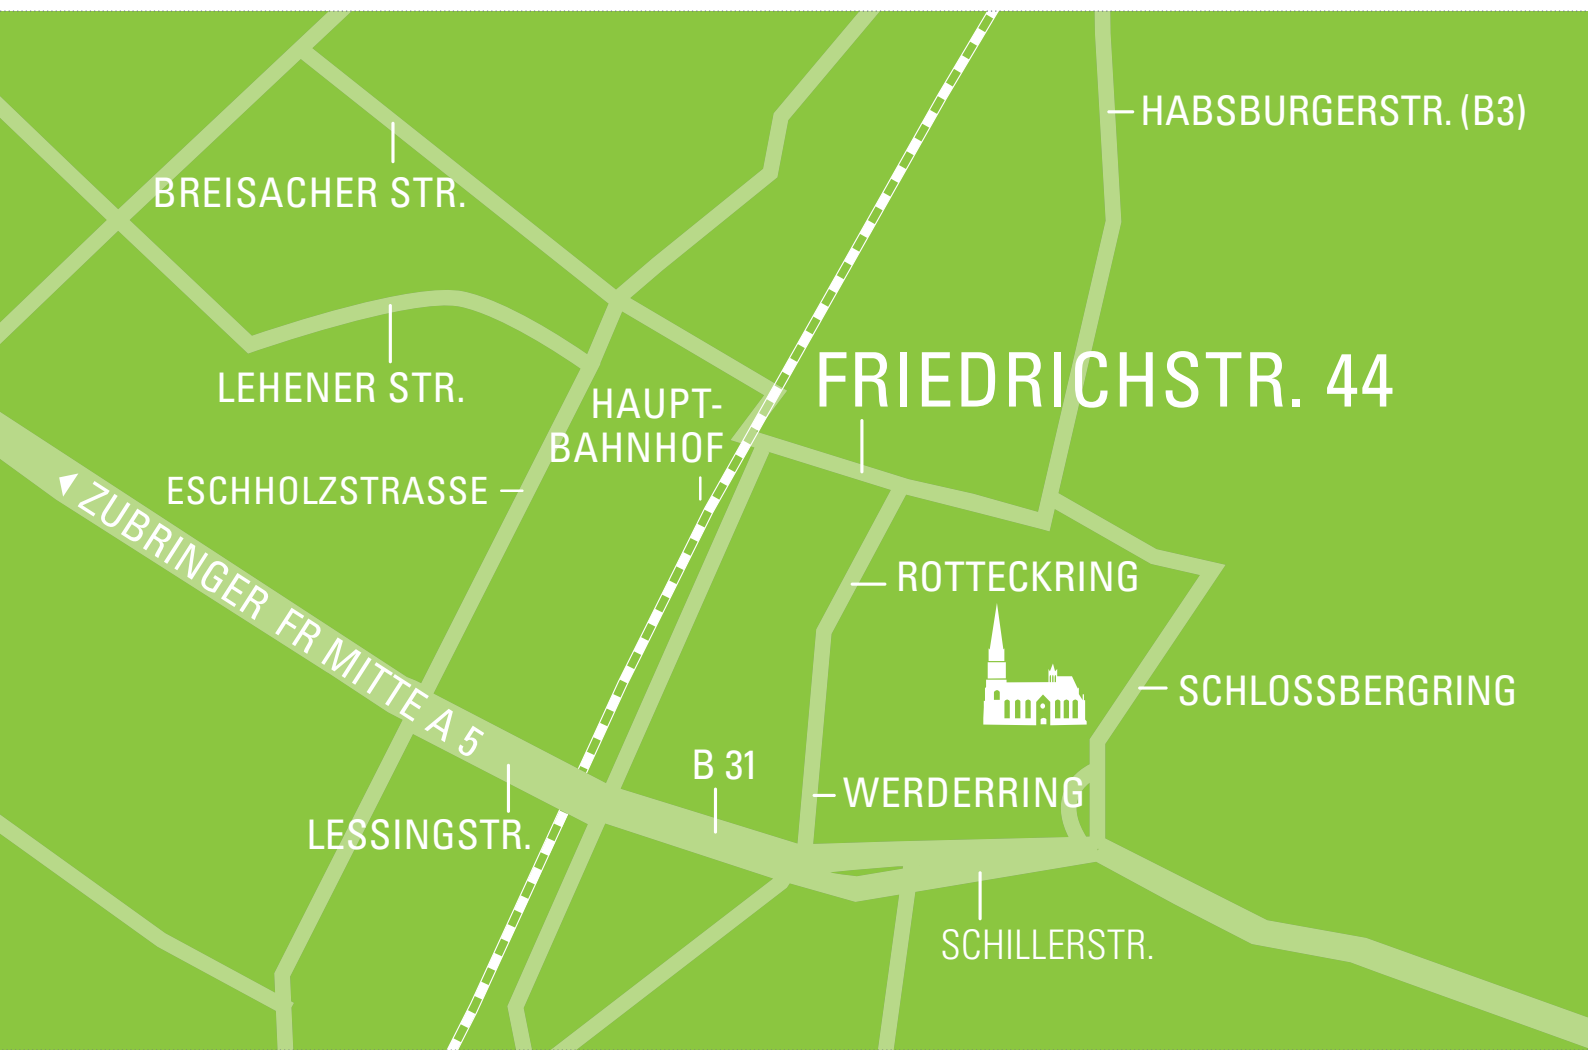 HABSBURGERSTR. (B3)
BREISACHER STR.
FRIEDRICHSTR. 44
LEHENER STR.
HAUPT-
BAHNHOF
ESCHHOLZSTRASSE
ZUBRINGER FR MITTE A 5
ROTTECKRING
SCHLOSSBERGRING
B 31
WERDERRING
LESSINGSTR.
SCHILLERSTR.